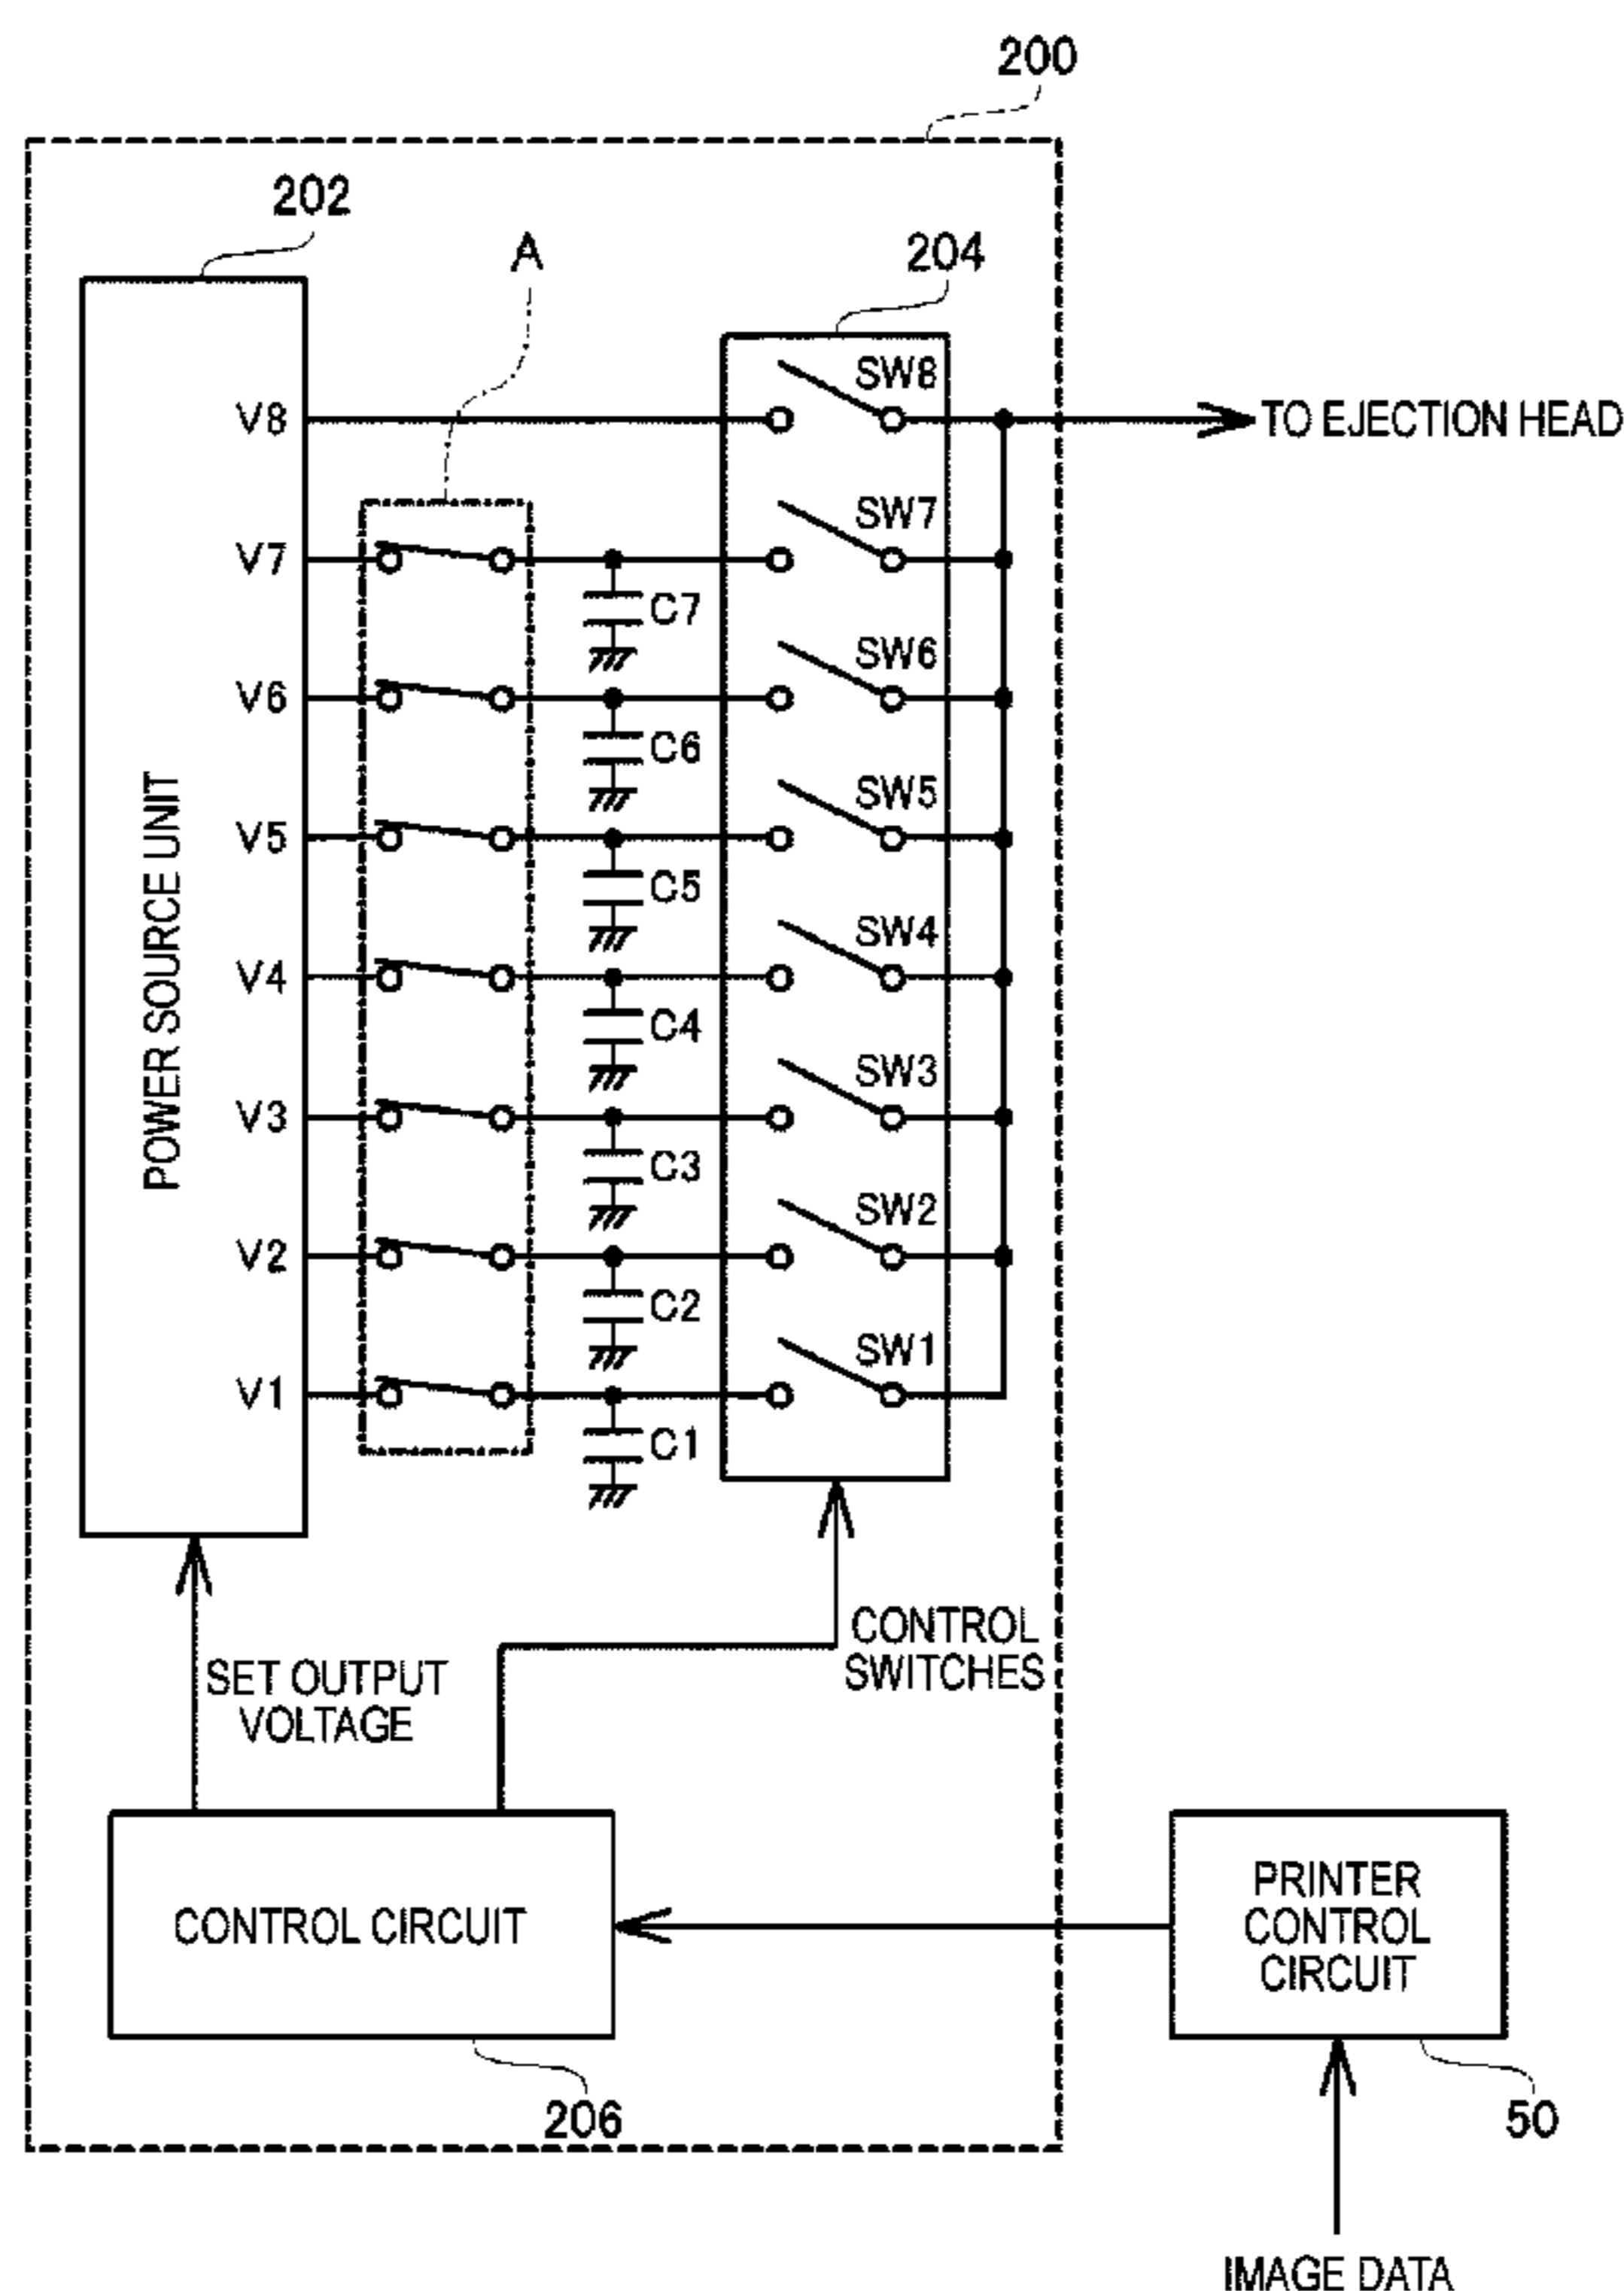 200
202
A
204
SW8
V8
TO EJECTION HEAD
SW7
V7
C7
SW6
V6
C6
SW5
V5
C5
SW4
V4
C4
SW3
V3
C3
SW2
V2
C2
SW1
V1
C1
POWER SOURCE UNIT
CONTROL
SWITCHES
SET OUTPUT
VOLTAGE
CONTROL CIRCUIT
PRINTER
CONTROL
CIRCUIT
206
50
IMAGE DATA